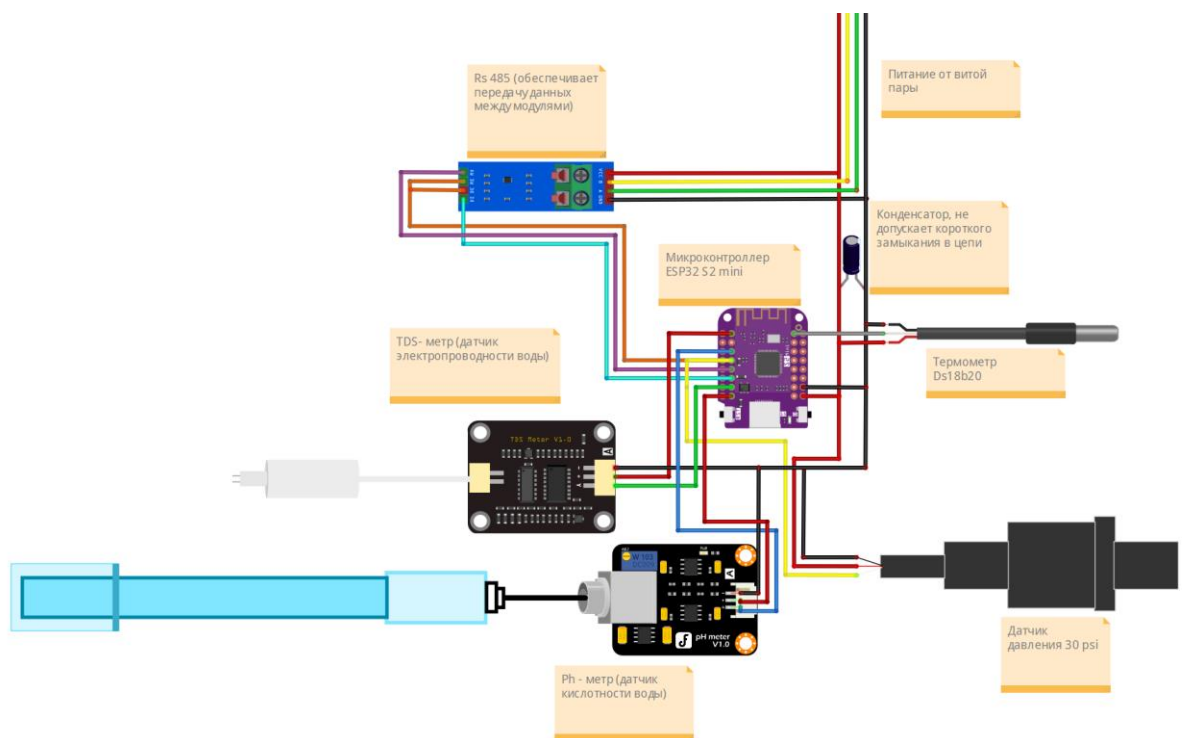 Rs 485 (обеспечивает
передачу данных
между модулями)
Питание от витой
пары
Конденсатор, не
допускает короткого
замыкания в цепи
Микроконтроллер
ESP32 S2 mini
TDS- метр (датчик
электропроводности воды)
Термометр
Ds18b20
TDS Meter V1.0
A
pH meter
V1.0
A
Датчик
давления 30 psi
Ph - метр (датчик
кислотности воды)